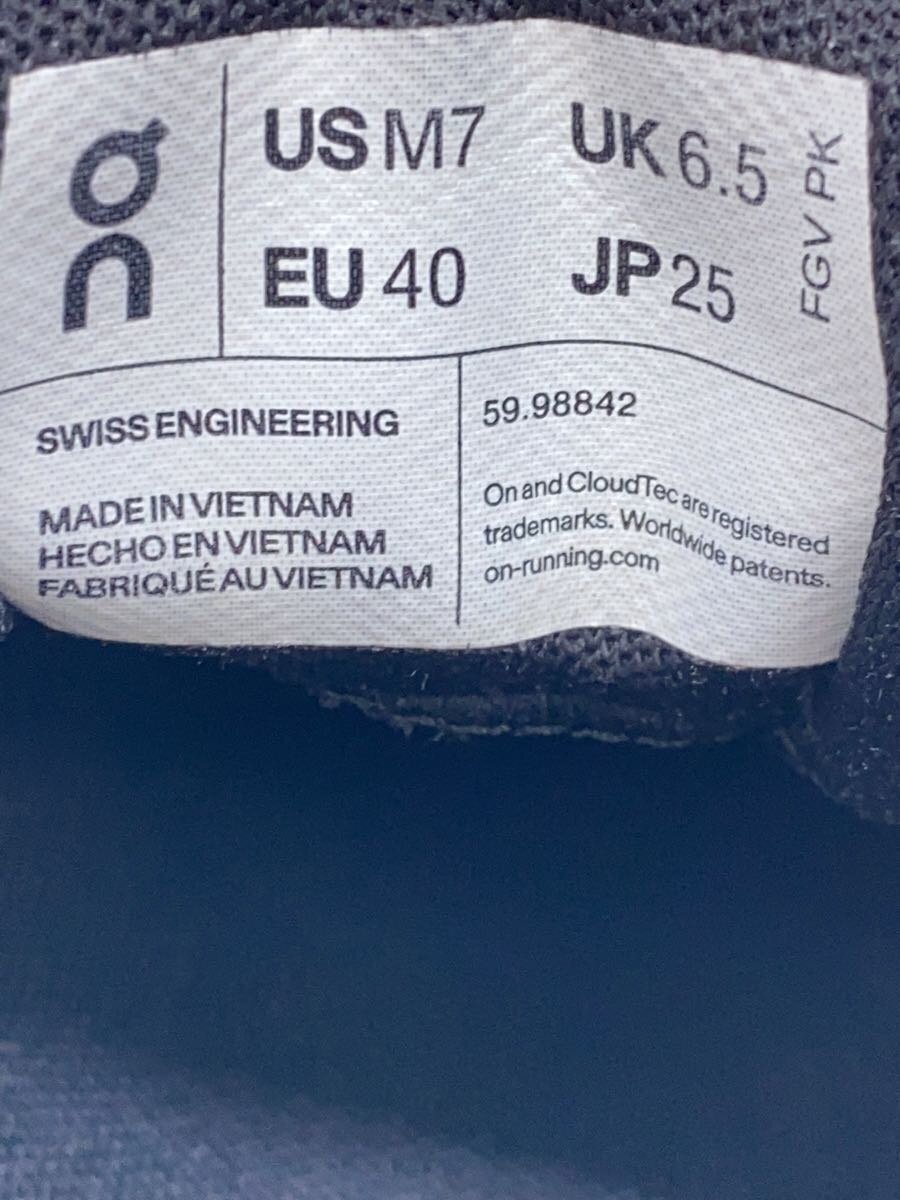 on
US M7 UK 6.5
EU 40 JP 25
FGV PK
SWISS ENGINEERING
MADE IN VIETNAM
HECHO EN VIETNAM
FABRIQUÉ AU VIETNAM
59.98842
On and CloudTec are registered
trademarks. Worldwide patents.
on-running.com